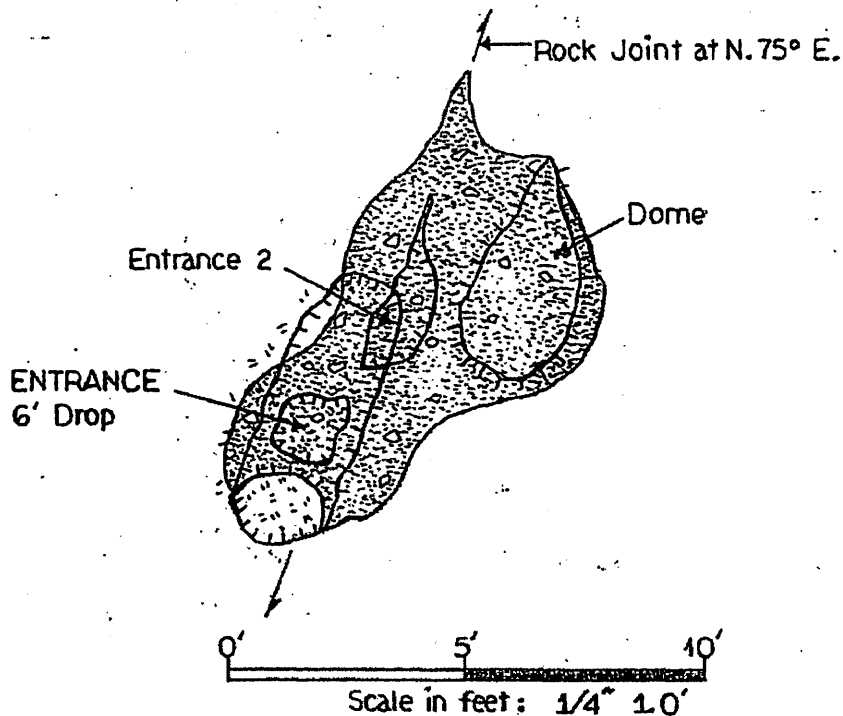 Rock Joint at N. 75° E.
Dome
Entrance 2
ENTRANCE
6' Drop
0' 5' 10'
Scale in feet: 1/4" 1.0'